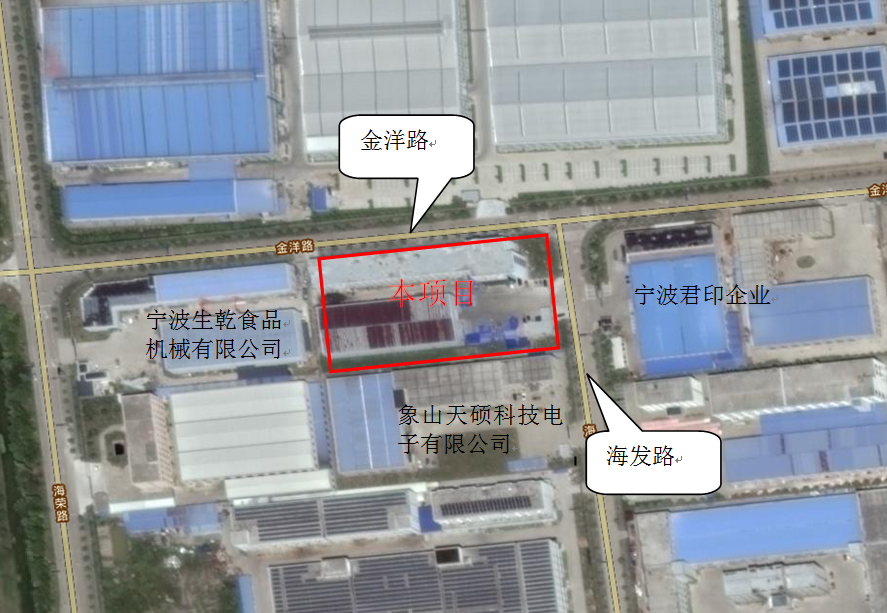 金洋路
金
金洋路
本项目
宁波君印企业
宁波生乾食品
机械有限公司
象山天硕科技电
子有限公司
海
海发路
海荣路